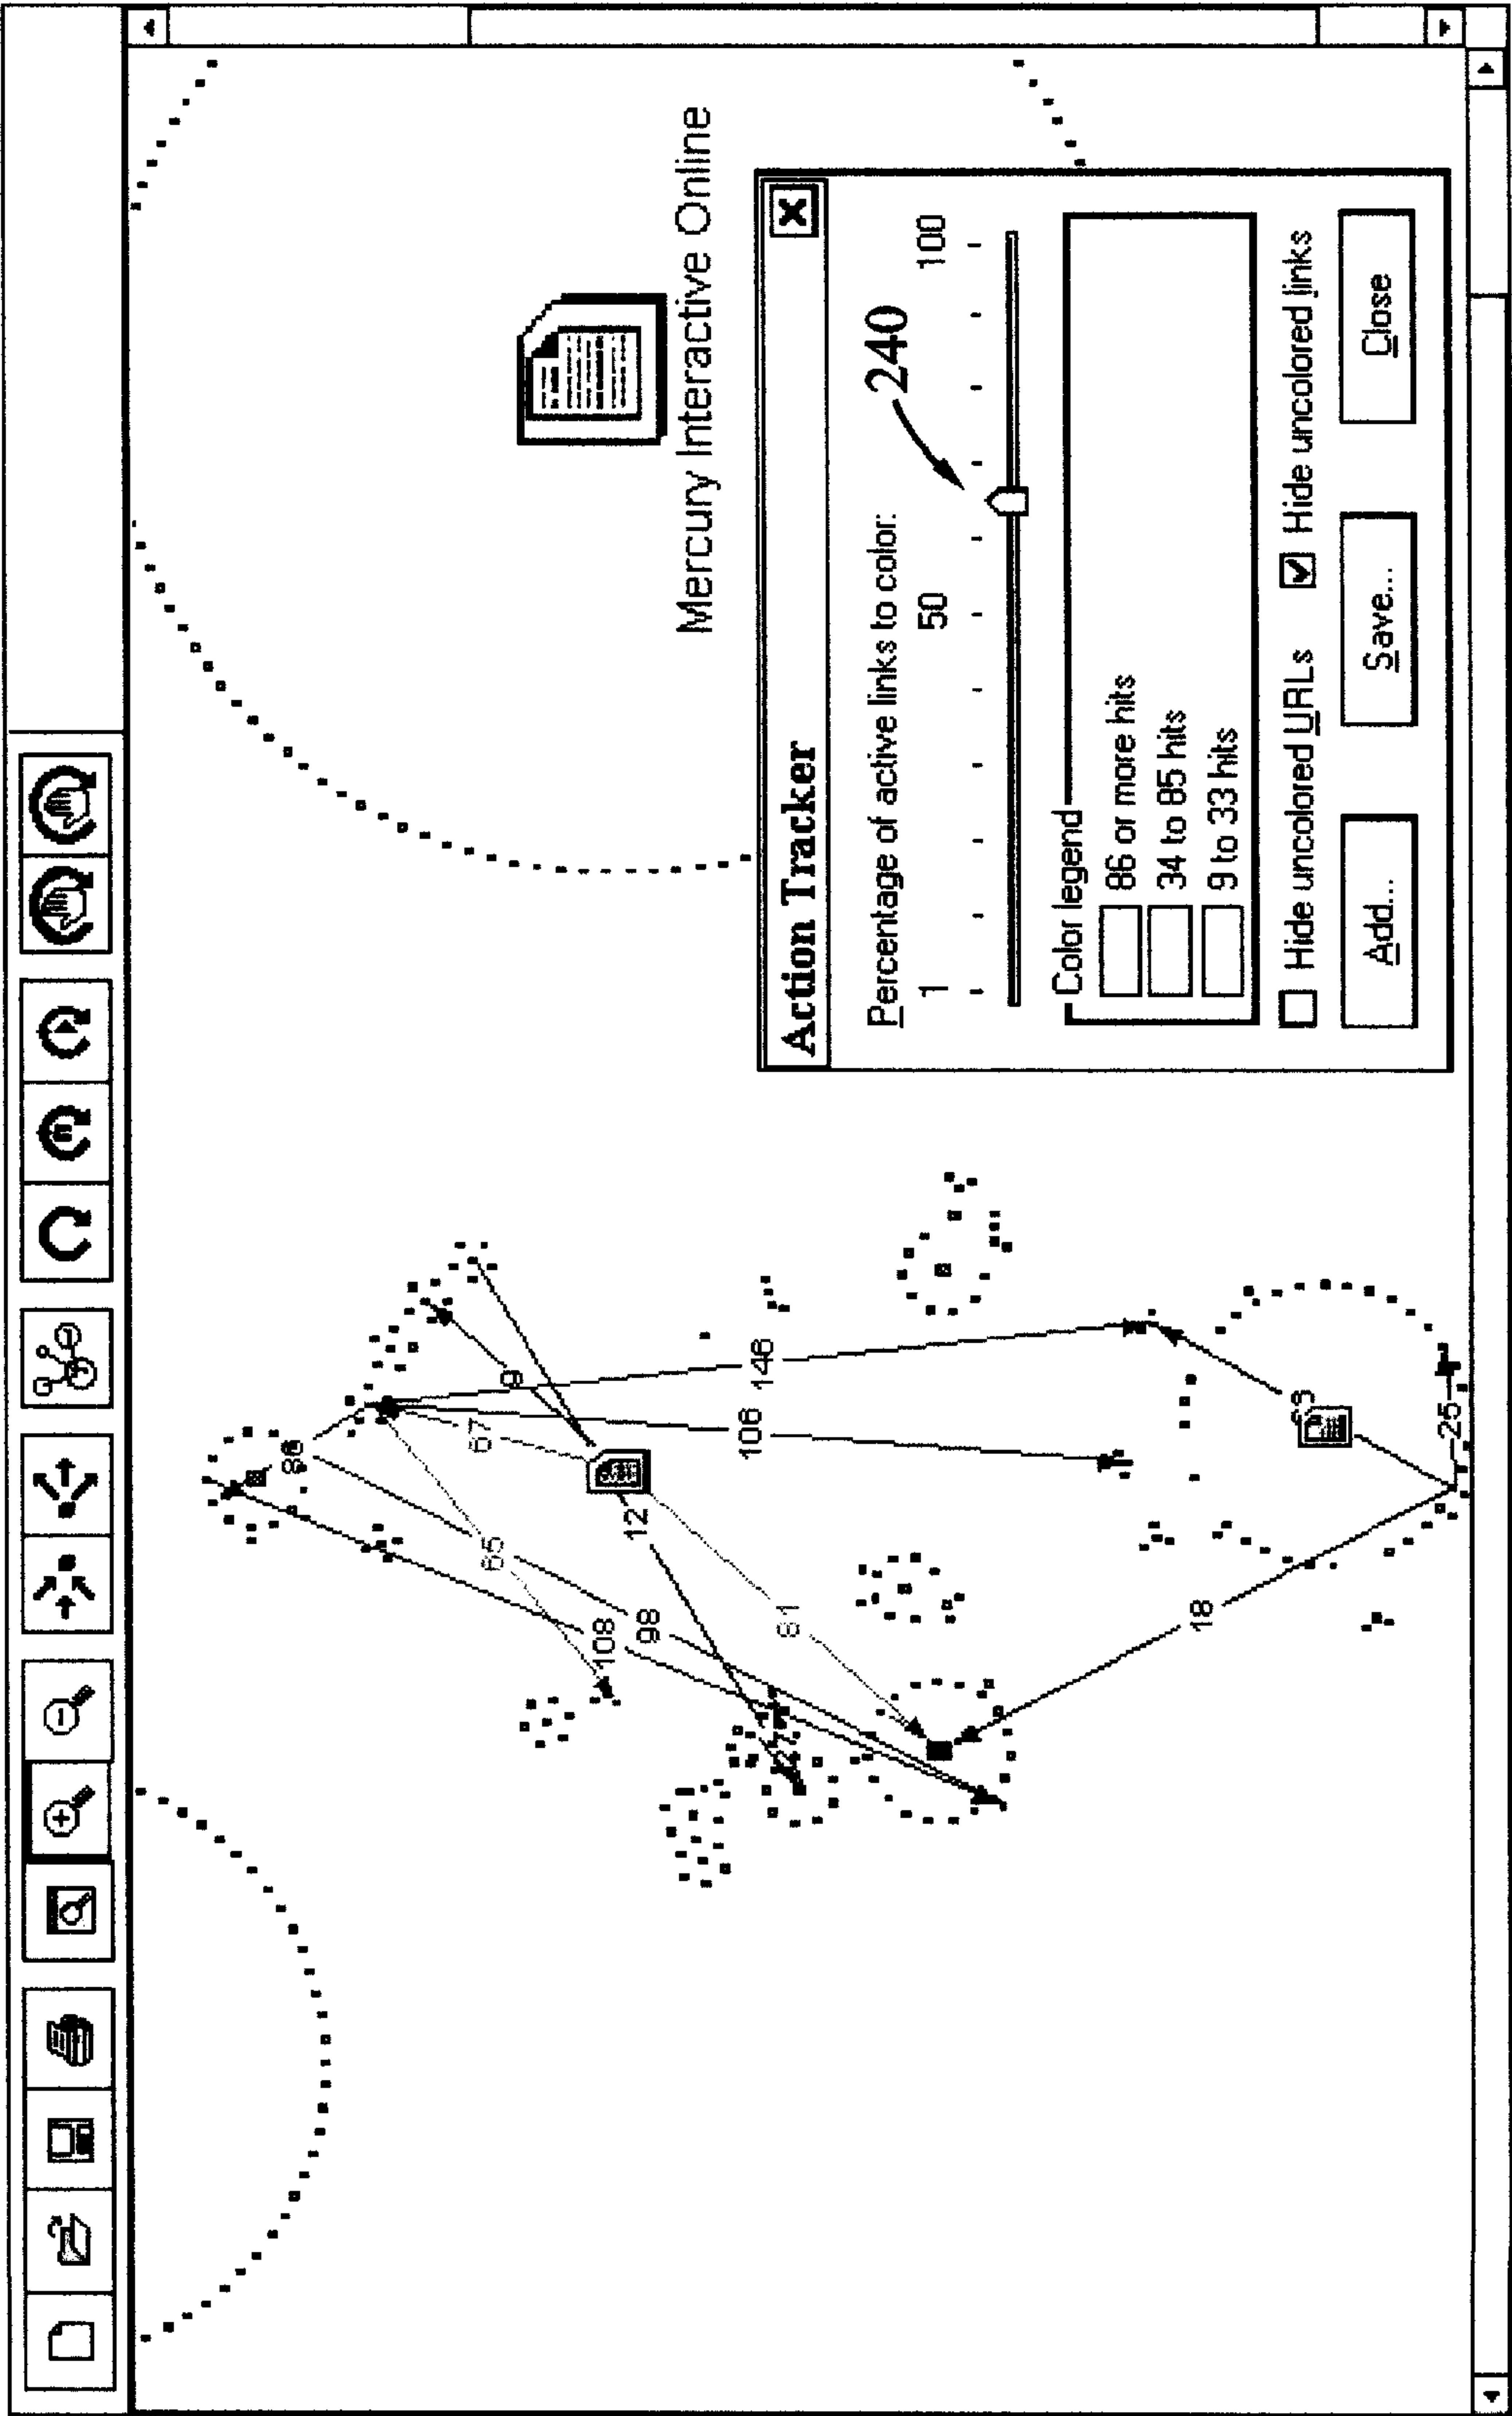 Mercury Interactive Online
9
67
12
65
108
98
81
146
106
18
25
Action Tracker
Percentage of active links to color:
240
1 50 100
Color legend
86 or more hits
34 to 85 hits
9 to 33 hits
Hide uncolored URLs Hide uncolored links
Add... Save... Close